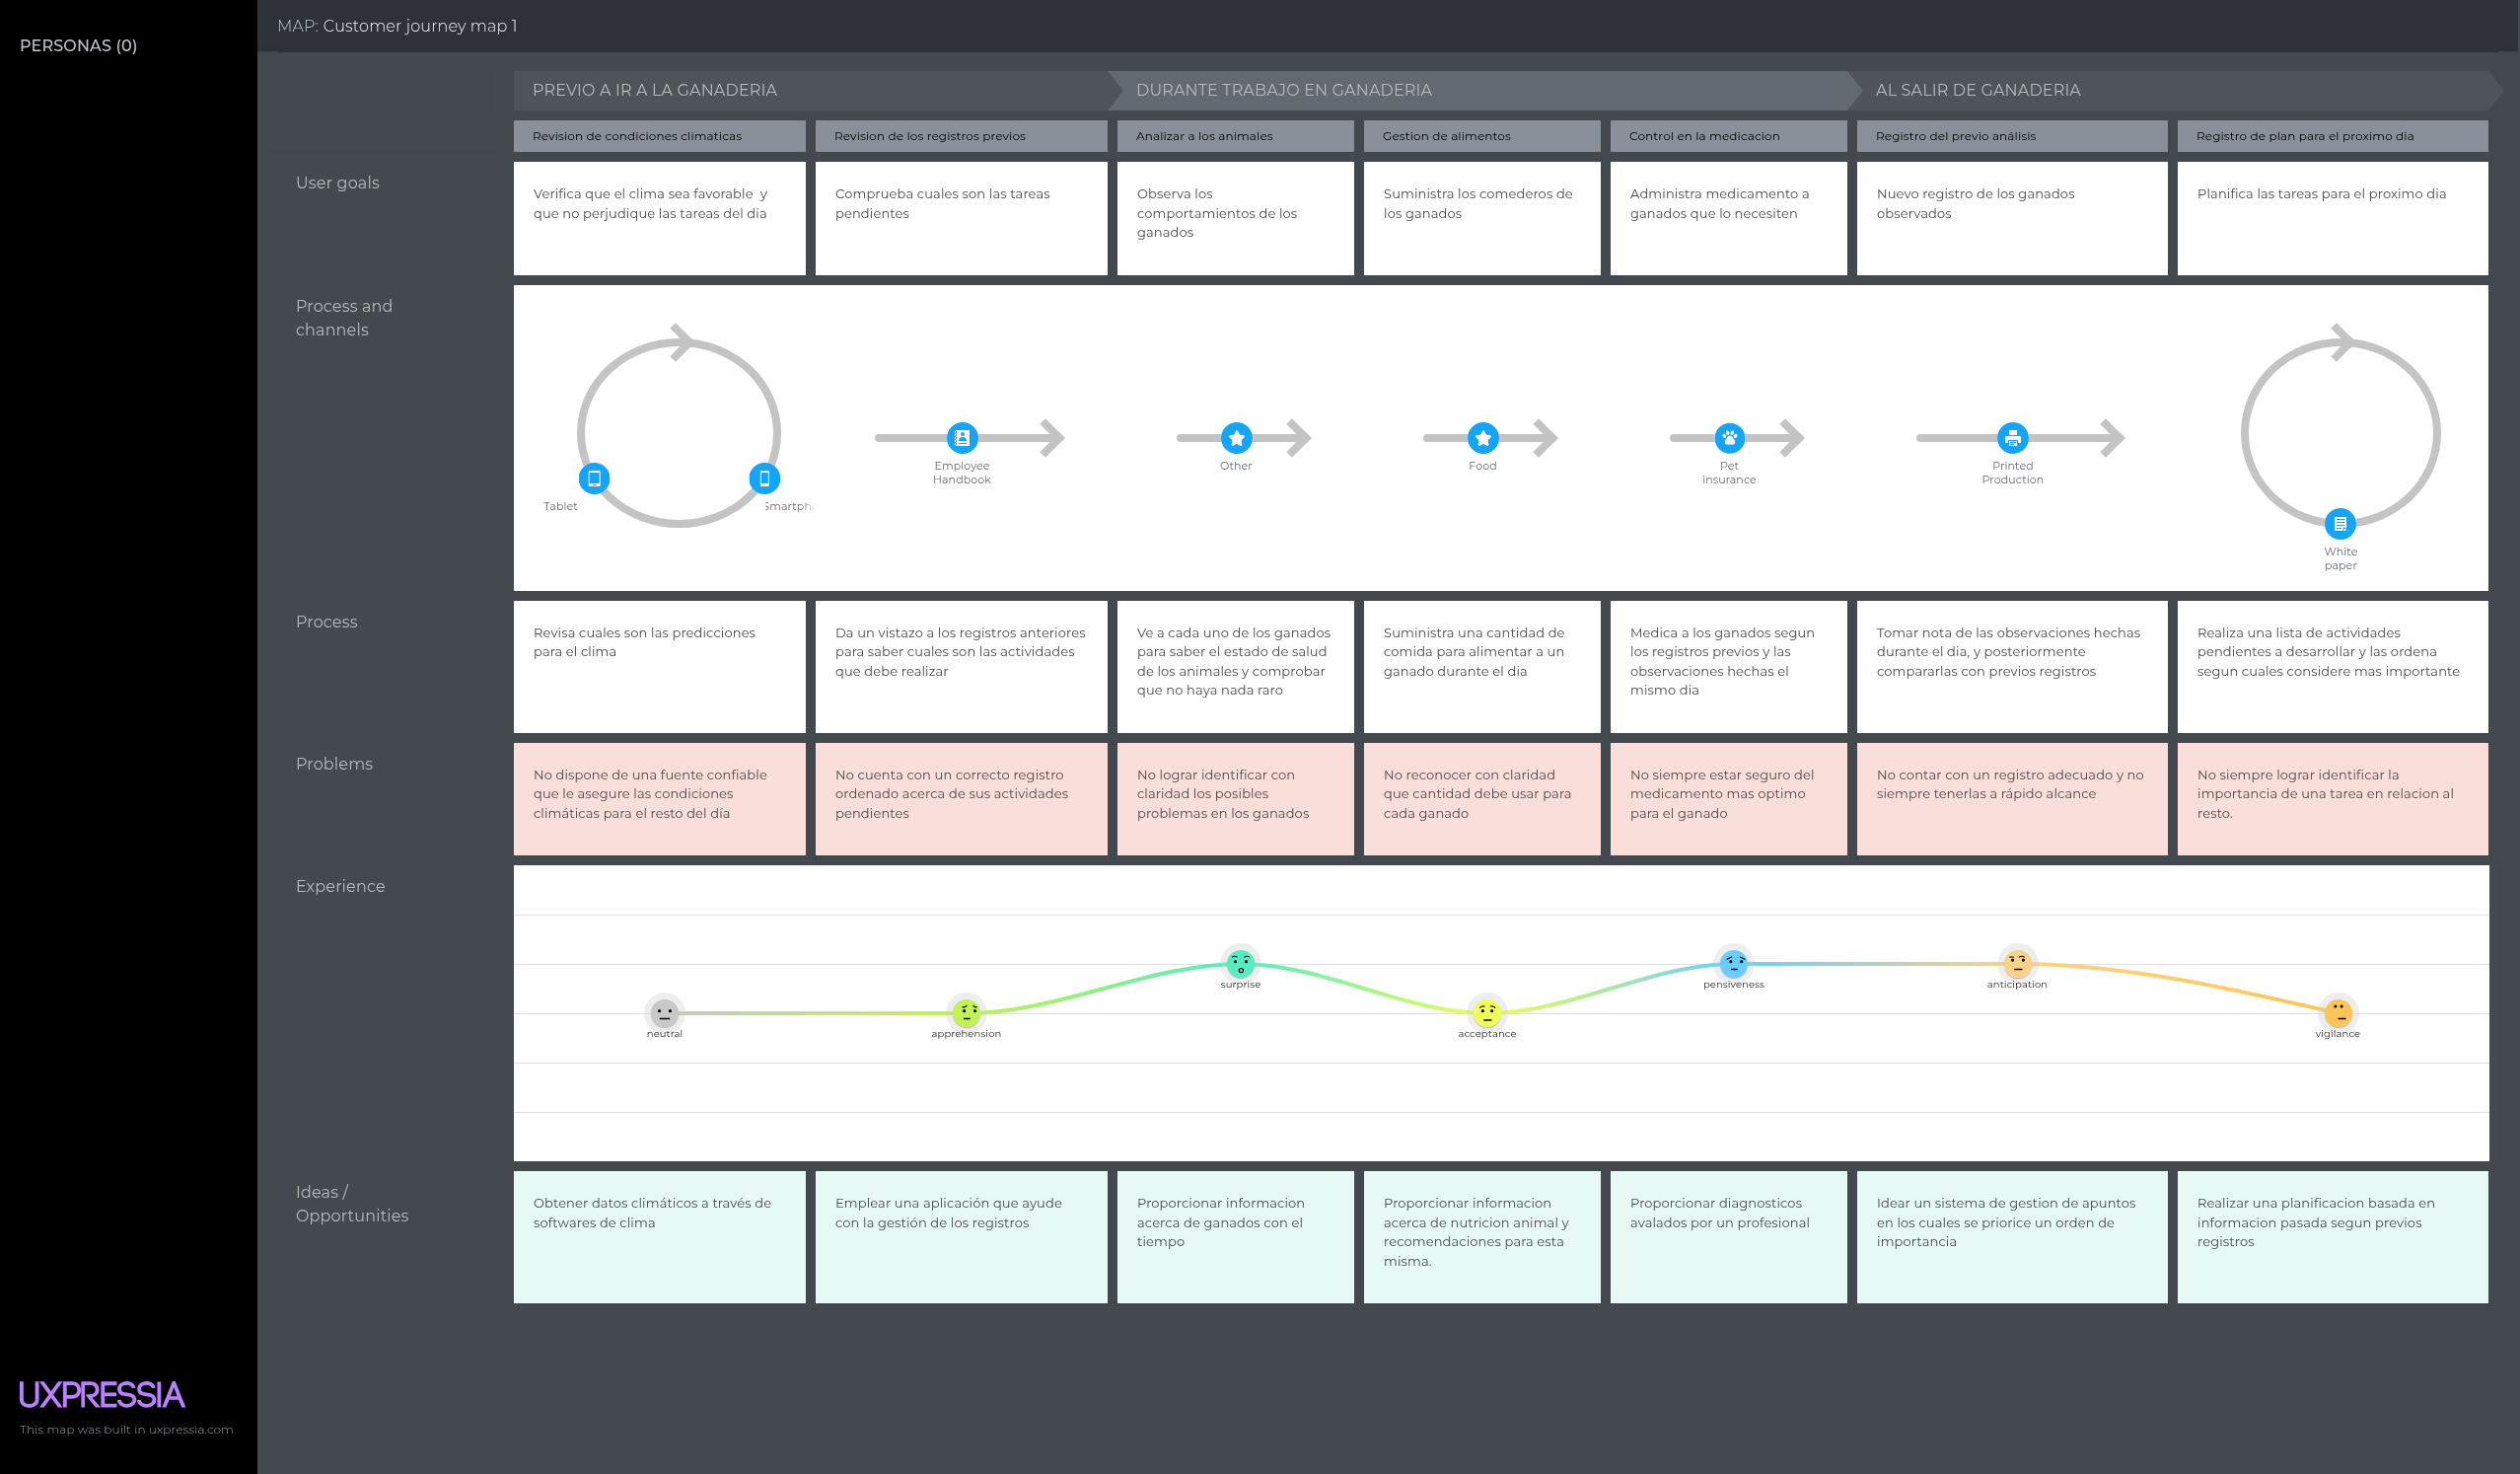 PERSONAS (0)
MAP: Customer journey map 1
PREVIO A IR A LA GANADERIA
DURANTE TRABAJO EN GANADERIA
AL SALIR DE GANADERIA
Revision de condiciones climaticas
Revision de los registros previos
Analizar a los animales
Gestion de alimentos
Control en la medicacion
Registro del previo análisis
Registro de plan para el proximo dia
User goals
Verifica que el clima sea favorable y
que no perjudique las tareas del dia
Comprueba cuales son las tareas
pendientes
Observa los
comportamientos de los
ganados
Suministra los comederos de
los ganados
Administra medicamento a
ganados que lo necesiten
Nuevo registro de los ganados
observados
Planifica las tareas para el proximo dia
Process and
channels
Tablet
Employee
Handbook
Other
Food
Pet
insurance
Printed
Production
White
paper
Process
Revisa cuales son las predicciones
para el clima
Da un vistazo a los registros anteriores
para saber cuales son las actividades
que debe realizar
Ve a cada uno de los ganados
para saber el estado de salud
de los animales y comprobar
que no haya nada raro
Suministra una cantidad de
comida para alimentar a un
ganado durante el dia
Medica a los ganados segun
los registros previos y las
observaciones hechas el
mismo dia
Tomar nota de las observaciones hechas
durante el dia, y posteriormente
compararlas con previos registros
Realiza una lista de actividades
pendientes a desarrollar y las ordena
segun cuales considere mas importante
Problems
No dispone de una fuente confiable
que le asegure las condiciones
climáticas para el resto del día
No cuenta con un correcto registro
ordenado acerca de sus actividades
pendientes
No lograr identificar con
claridad los posibles
problemas en los ganados
No reconocer con claridad
que cantidad debe usar para
cada ganado
No siempre estar seguro del
medicamento mas optimo
para el ganado
No contar con un registro adecuado y no
siempre tenerlas a rápido alcance
No siempre lograr identificar la
importancia de una tarea en relacion al
resto.
Experience
neutral
apprehension
surprise
acceptance
pensiveness
anticipation
vigilance
Ideas /
Opportunities
Obtener datos climáticos a través de
softwares de clima
Emplear una aplicación que ayude
con la gestión de los registros
Proporcionar informacion
acerca de ganados con el
tiempo
Proporcionar informacion
acerca de nutricion animal y
recomendaciones para esta
misma.
Proporcionar diagnosticos
avalados por un profesional
Idear un sistema de gestion de apuntos
en los cuales se priorice un orden de
importancia
Realizar una planificacion basada en
informacion pasada segun previos
registros
UXPRESSIA
This map was built in uxpressia.com